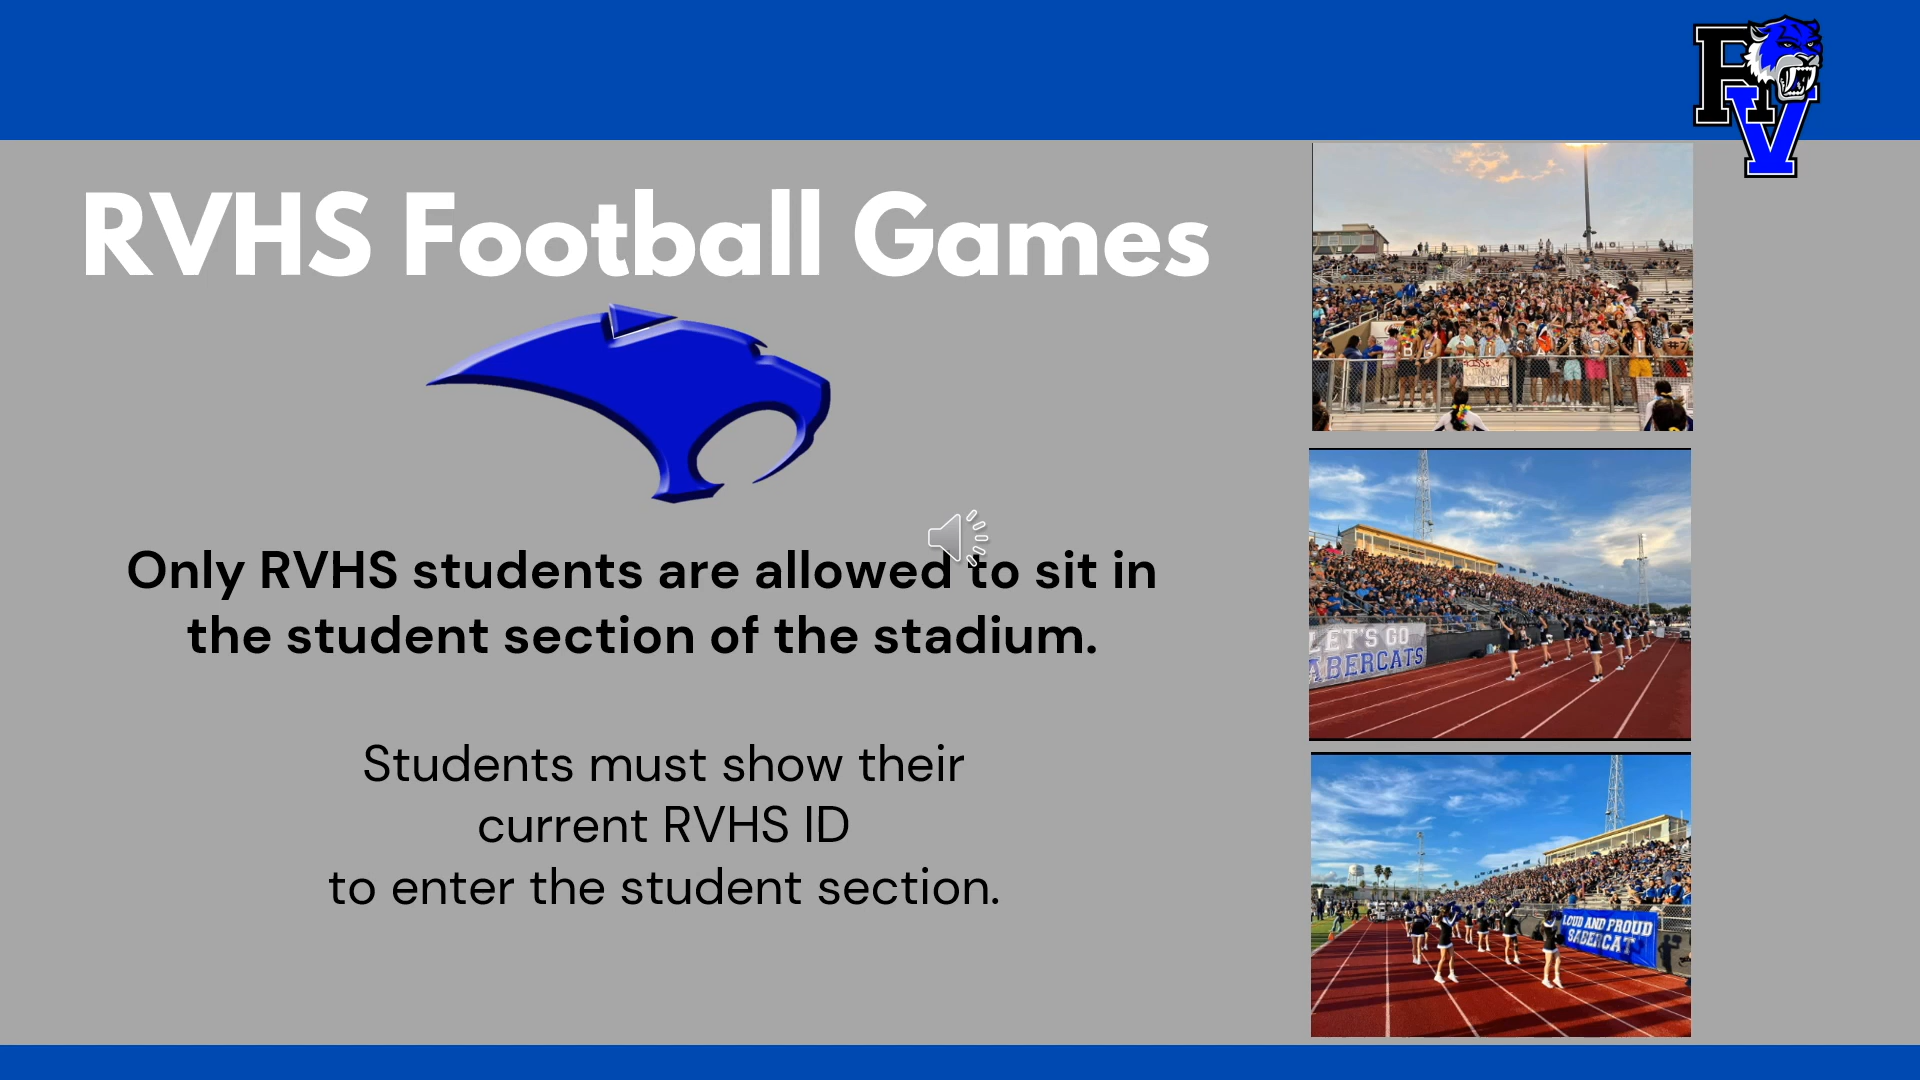 RV
RVHS Football Games
Only RVHS students are allowed to sit in
the student section of the stadium.
Students must show their
current RVHS ID
to enter the student section.
LET'S GO
ABERCATS
LOUD AND PROUD
SABERCAT